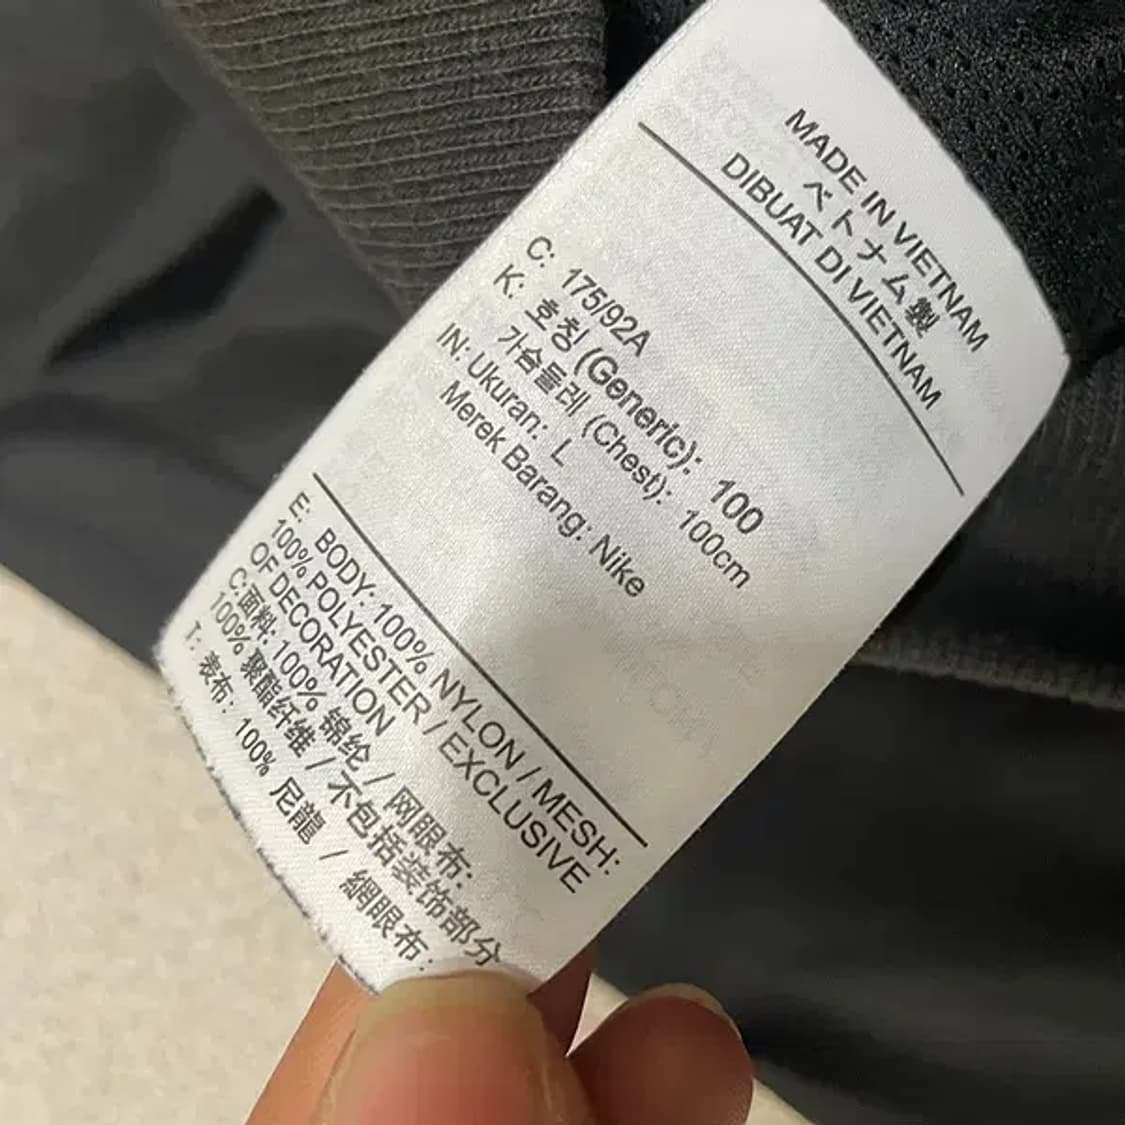 MADE IN VIETNAM
ベトナム製
DIBUAT DI VIETNAM
C: 175/92A
K: 호칭 (Generic): 100
가슴둘레 (Chest): 100cm
IN: Ukuran: L
Merek Barang: Nike
E: BODY: 100% NYLON / MESH:
100% POLYESTER / EXCLUSIVE
OF DECORATION
C: 面料: 100% 锦纶 / 网眼布:
100% 聚酯纤维 / 不包括装饰部分
T: 表布: 100% 尼龍 / 網眼布: